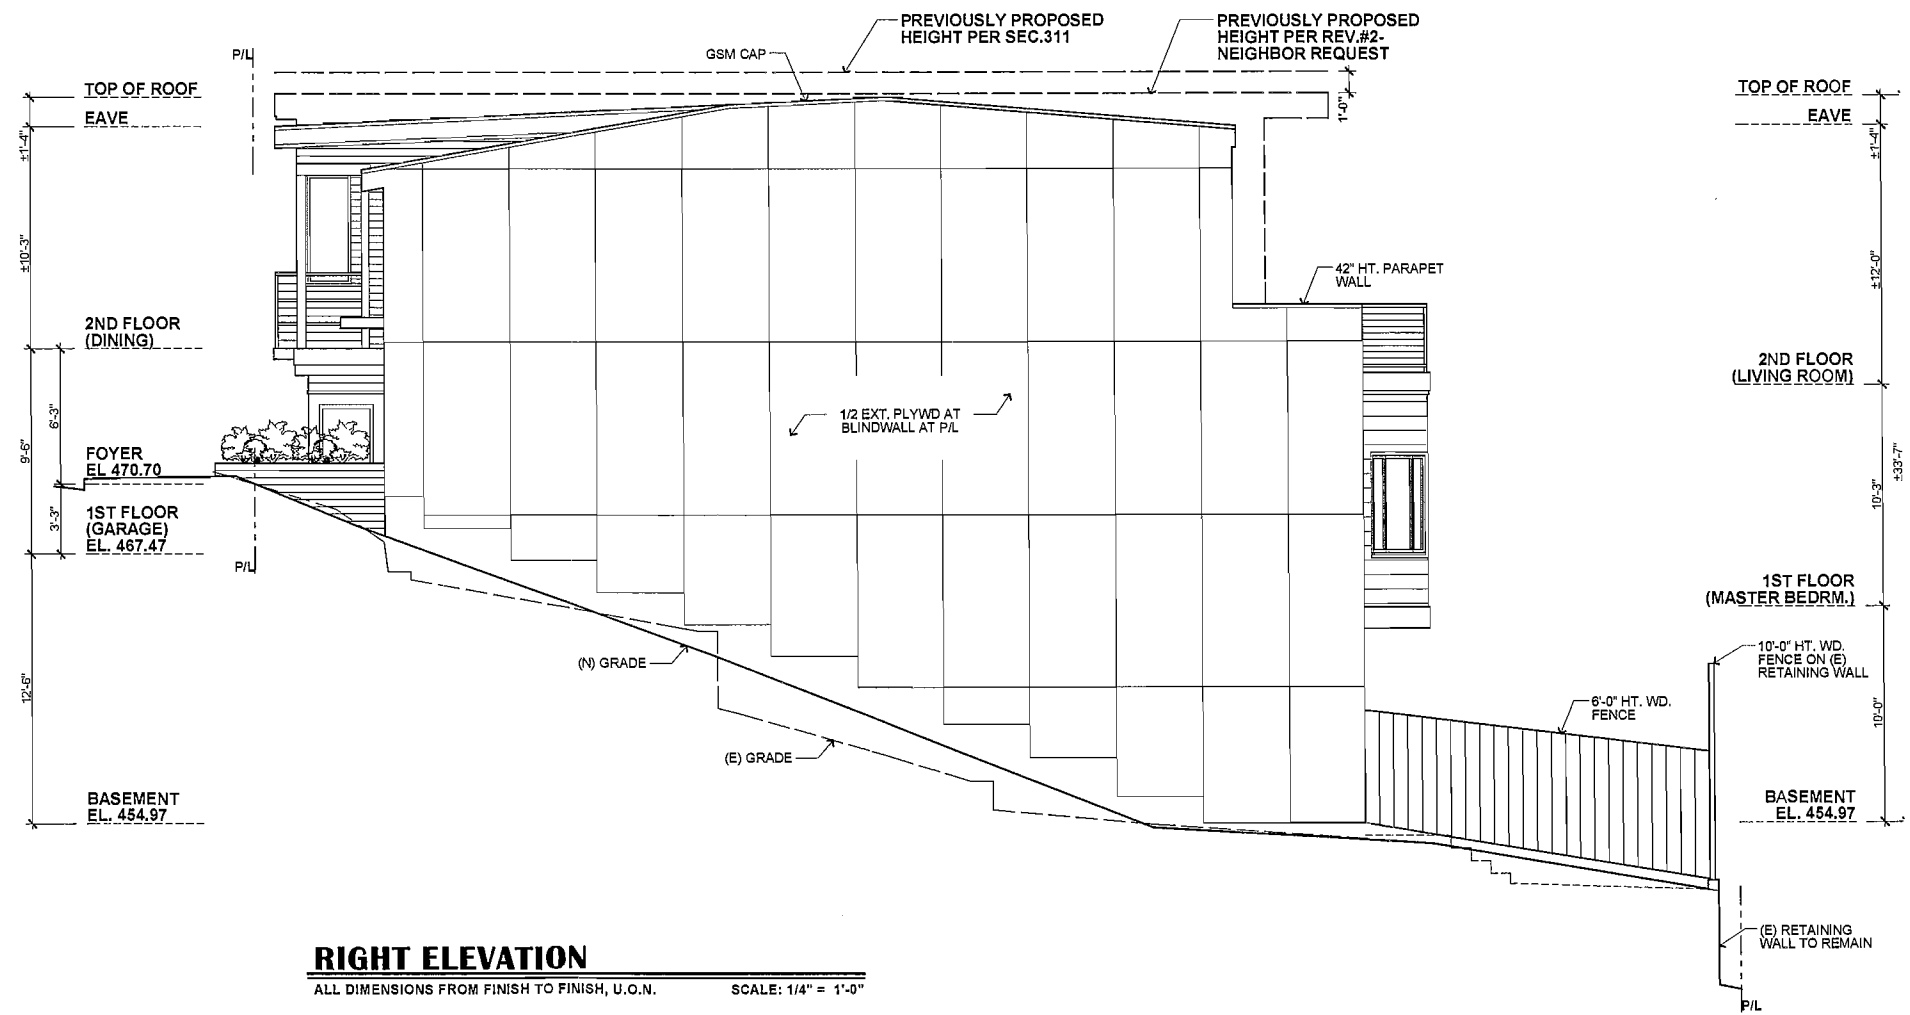 PREVIOUSLY PROPOSED
HEIGHT PER SEC.311
PREVIOUSLY PROPOSED
HEIGHT PER REV.#2-
NEIGHBOR REQUEST
GSM CAP
P/L
TOP OF ROOF
EAVE
TOP OF ROOF
EAVE
1'-0"
±1'-4"
±1'-4"
±10'-3"
±12'-0"
42" HT. PARAPET
WALL
2ND FLOOR
(DINING)
2ND FLOOR
(LIVING ROOM)
6'-3"
9'-6"
1/2 EXT. PLYWD AT
BLINDWALL AT P/L
FOYER
EL 470.70
±33'-7"
10'-3"
3'-3"
1ST FLOOR
(GARAGE)
EL. 467.47
P/L
1ST FLOOR
(MASTER BEDRM.)
(N) GRADE
10'-0" HT. WD.
FENCE ON (E)
RETAINING WALL
12'-6"
6'-0" HT. WD.
FENCE
10'-0"
(E) GRADE
BASEMENT
EL. 454.97
BASEMENT
EL. 454.97
(E) RETAINING
WALL TO REMAIN
P/L
RIGHT ELEVATION
ALL DIMENSIONS FROM FINISH TO FINISH, U.O.N. SCALE: 1/4" = 1'-0"